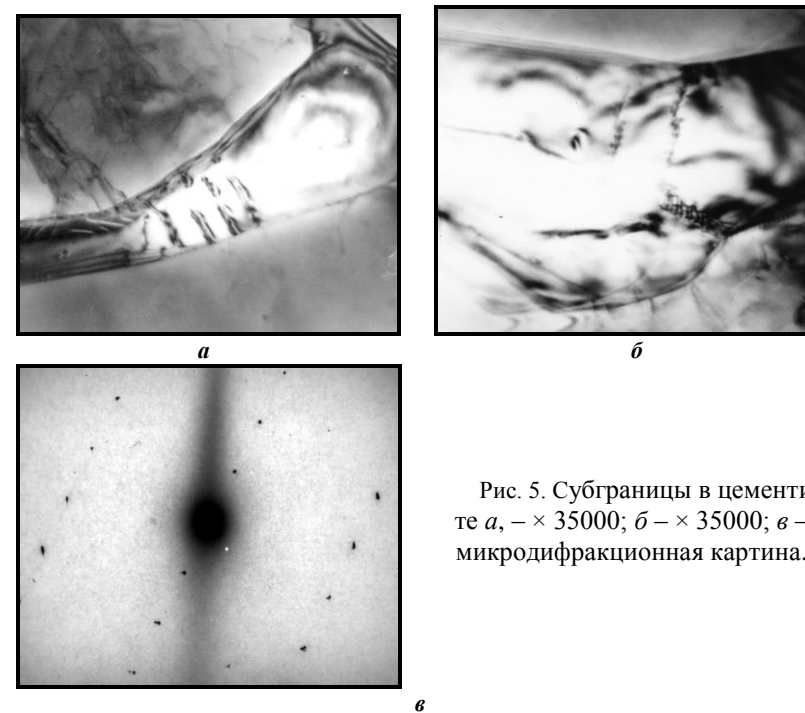 а
б
Рис. 5. Субграницы в цементи
те а, – × 35000; б – × 35000; в –
микродифракционная картина.
в